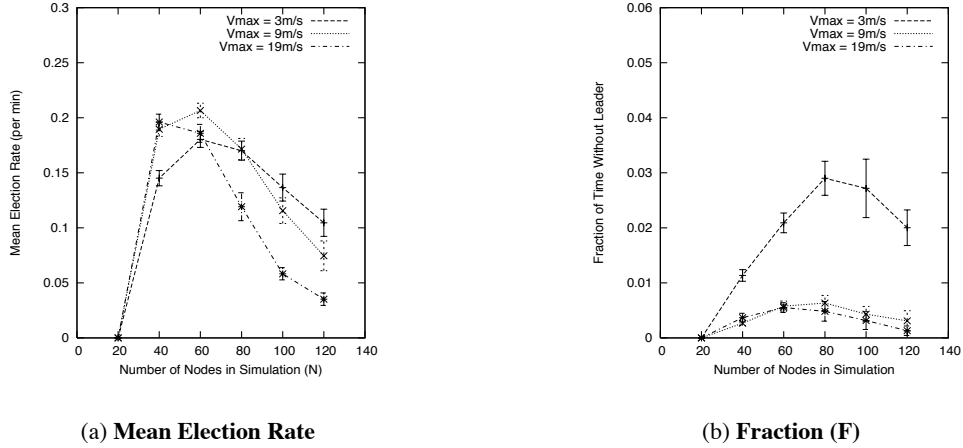 Mean Election Rate (per min)
0.3
0.25
0.2
0.15
0.1
0.05
0
Vmax = 3m/s
Vmax = 9m/s
Vmax = 19m/s
0 20 40 60 80 100 120 140
Number of Nodes in Simulation (N)
(a) Mean Election Rate
Fraction of Time Without Leader
0.06
0.05
0.04
0.03
0.02
0.01
0
Vmax = 3m/s
Vmax = 9m/s
Vmax = 19m/s
0 20 40 60 80 100 120 140
Number of Nodes in Simulation
(b) Fraction (F)